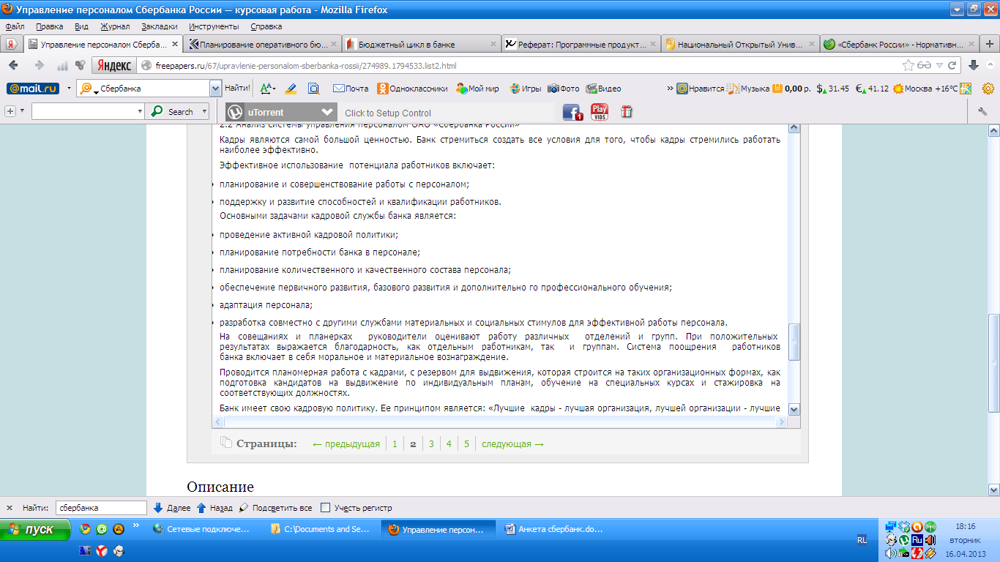 Управление персоналом Сбербанка России — курсовая работа - Mozilla Firefox
Файл Правка Вид Журнал Закладки Инструменты Справка
Управление персоналом Сберба... Планирование оперативного бю... Бюджетный цикл в банке Реферат: Программные продукт... Национальный Открытый Унив... «Сбербанк России» - Нормативн...
Яндекс freepapers.ru/67/upravlenie-personalom-sberbanka-rossii/274989.1794533.list2.html
@mail.ru Сбербанка Найти! Почта Одноклассники Мой мир Игры Фото Видео » Нравится Музыка 0,00 р. $ 31.45 € 41.12 Москва +16°C
Search uTorrent Click to Setup Control 1 Play VIDS
2.2 Анализ системы управления персоналом ОАО «Сбербанка России»
Кадры являются самой большой ценностью. Банк стремиться создать все условия для того, чтобы кадры стремились работать
наиболее эффективно.
Эффективное использование потенциала работников включает:
• планирование и совершенствование работы с персоналом;
• поддержку и развитие способностей и квалификации работников.
Основными задачами кадровой службы банка является:
• проведение активной кадровой политики;
• планирование потребности банка в персонале;
• планирование количественного и качественного состава персонала;
• обеспечение первичного развития, базового развития и дополнительно го профессионального обучения;
• адаптация персонала;
• разработка совместно с другими службами материальных и социальных стимулов для эффективной работы персонала.
На совещаниях и планерках руководители оценивают работу различных отделений и групп. При положительных
результатах выражается благодарность, как отдельным работникам, так и группам. Система поощрения работников
банка включает в себя моральное и материальное вознаграждение.
Проводится планомерная работа с кадрами, с резервом для выдвижения, которая строится на таких организационных формах, как
подготовка кандидатов на выдвижение по индивидуальным планам, обучение на специальных курсах и стажировка на
соответствующих должностях.
Банк имеет свою кадровую политику. Ее принципом является: «Лучшие кадры - лучшая организация, лучшей организации - лучшие
Страницы: ← предыдущая 1 2 3 4 5 следующая →
Описание
Найти: сбербанка Далее Назад Подсветить все Учесть регистр
пуск » Сетевые подключе... C:\Documents and Se... Управление персон... Анкета сбербанк.do... RU Ru 18:16
вторник
16.04.2013